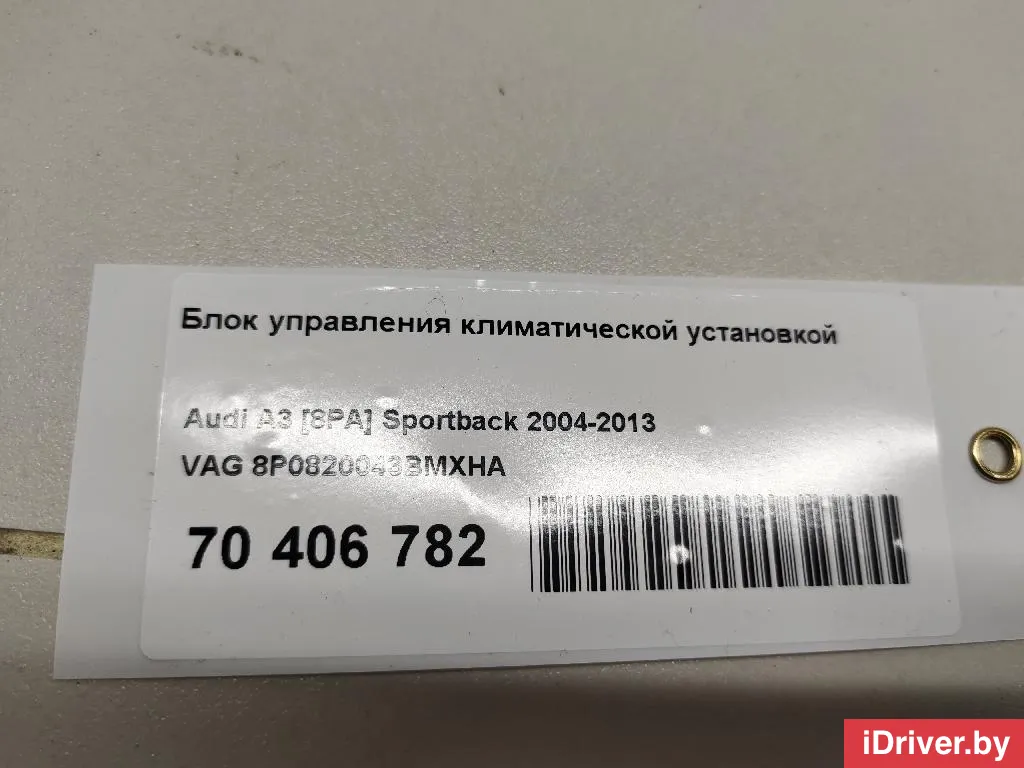 Блок управления климатической установкой
Audi A3 [8PA] Sportback 2004-2013
VAG 8P0820043BMXHA
70 406 782
iDriver.by